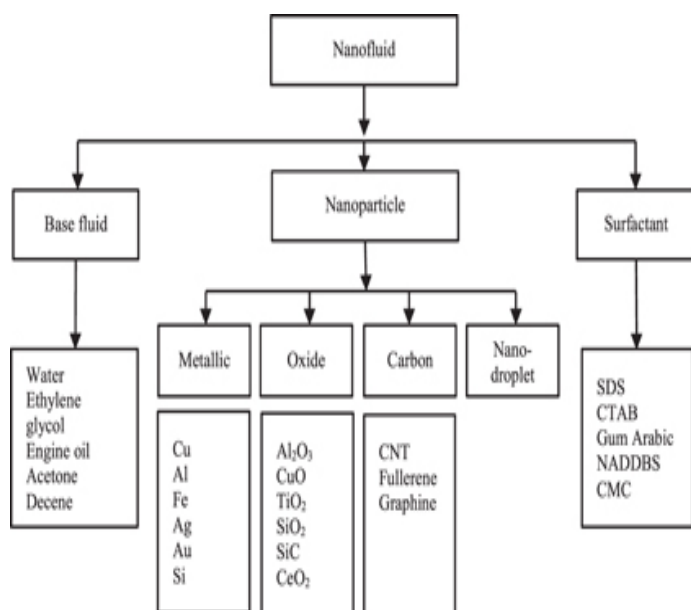 Nanofluid
Base fluid
Nanoparticle
Surfactant
Metallic
Oxide
Carbon
Nano-
droplet
Water
Ethylene
glycol
Engine oil
Acetone
Decene
Cu
Al
Fe
Ag
Au
Si
Al₂O₃
CuO
TiO₂
SiO₂
SiC
CeO₂
CNT
Fullerene
Graphine
SDS
CTAB
Gum Arabic
NADDBS
CMC